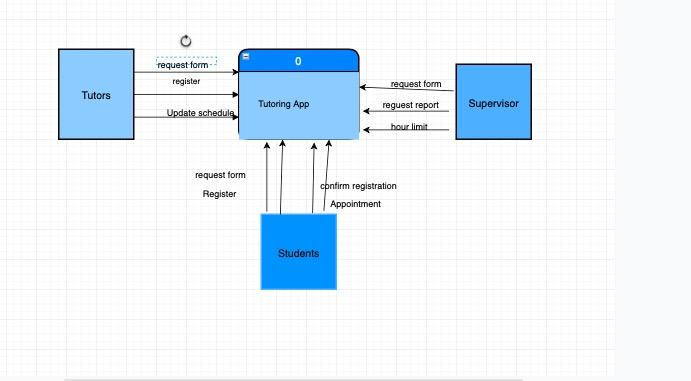 0
request form
register
Tutors
Tutoring App
Update schedule
request form
reguest report
hour limit
Supervisor
request form
Register
confirm registration
Appointment
Students